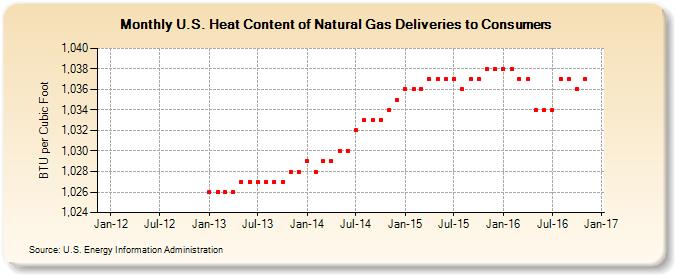 Monthly U.S. Heat Content of Natural Gas Deliveries to Consumers
BTU per Cubic Foot
1,040
1,038
1,036
1,034
1,032
1,030
1,028
1,026
1,024
Jan-12 Jul-12 Jan-13 Jul-13 Jan-14 Jul-14 Jan-15 Jul-15 Jan-16 Jul-16 Jan-17
Source: U.S. Energy Information Administration